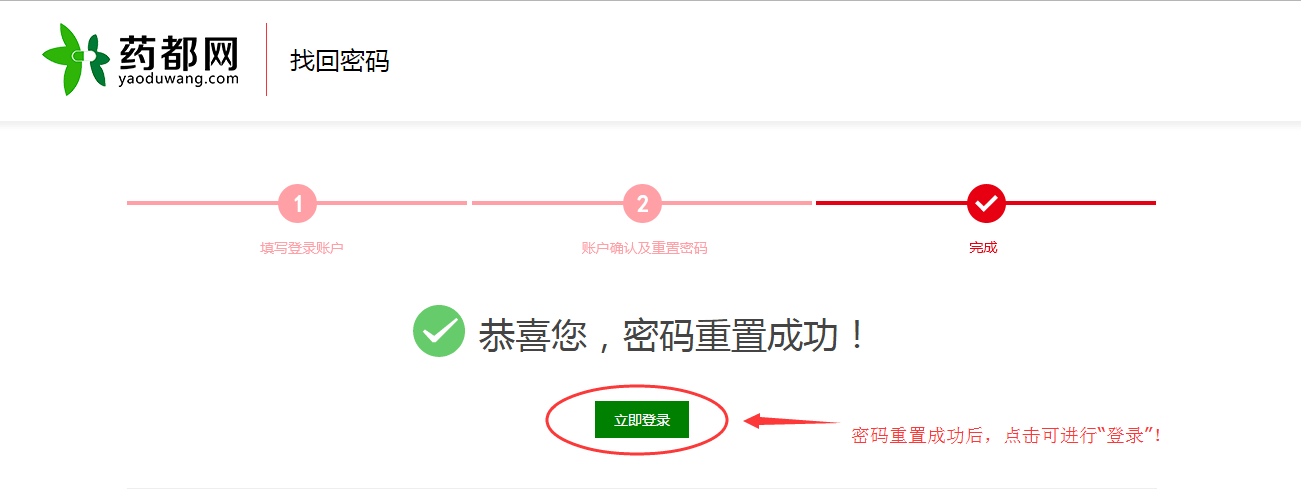 药都网
yaoduwang.com
找回密码
1
2
填写登录账户
账户确认及重置密码
完成
恭喜您，密码重置成功！
立即登录
密码重置成功后，点击可进行“登录”！